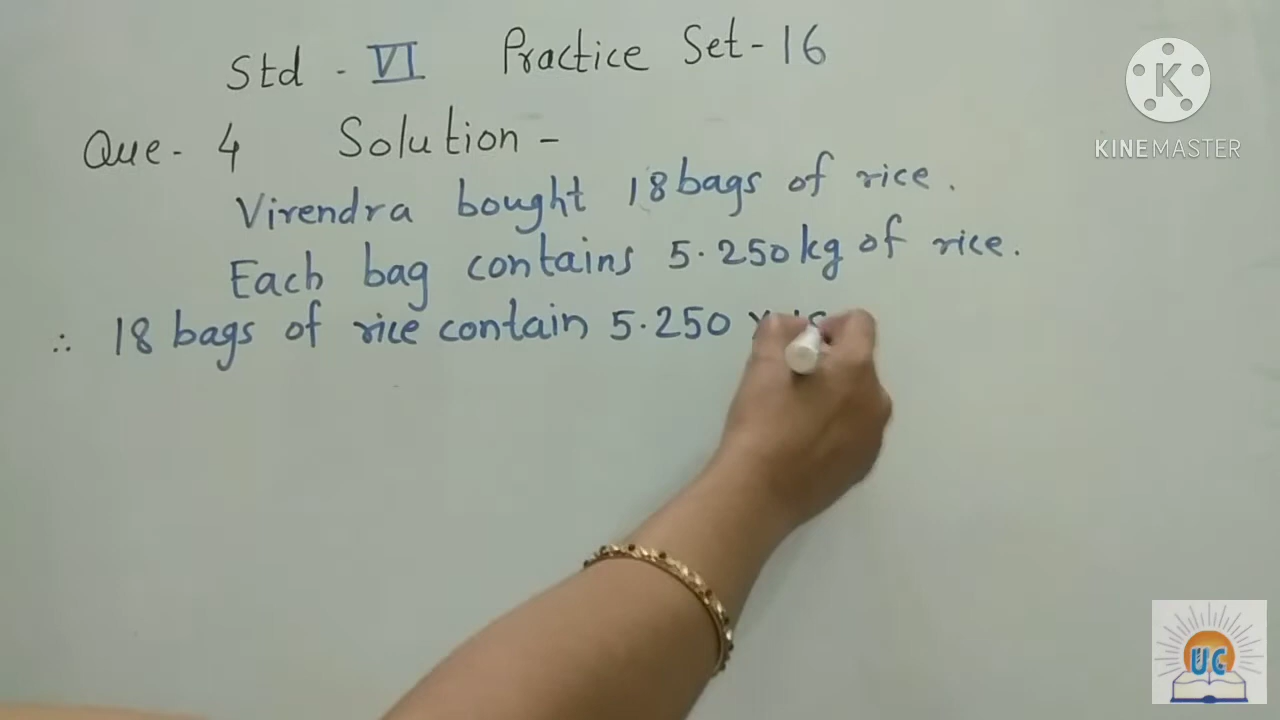 Std - VI Practice Set-16
Que- 4 Solution -
Virendra bought 18 bags of rice.
Each bag contains 5.250 kg of rice.
∴ 18 bags of rice contain 5.250 x
KINEMASTER
UC